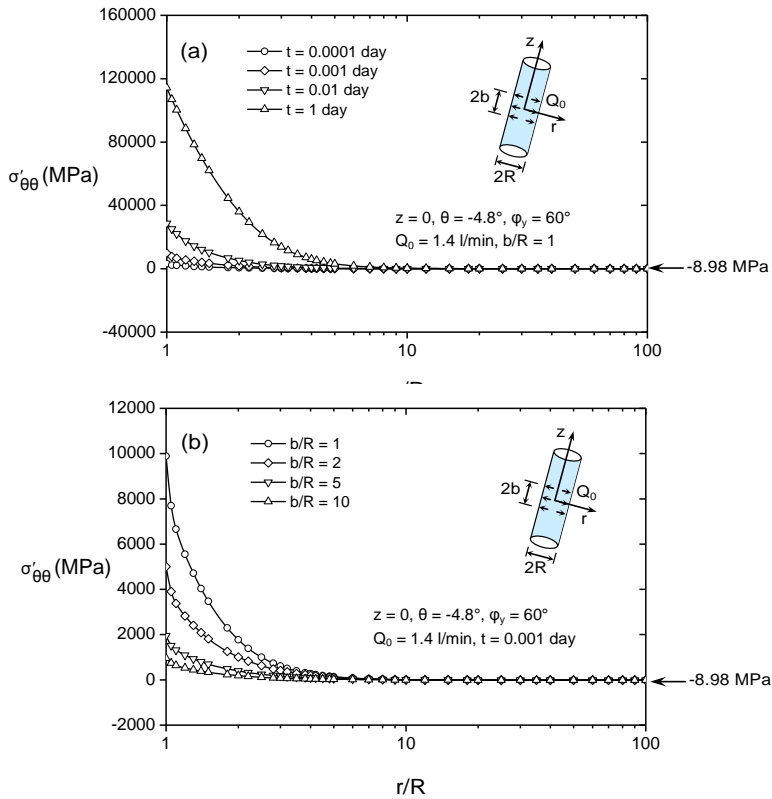 160000
120000
80000
40000
0
-40000
σ′θθ (MPa)
(a)
t = 0.0001 day
t = 0.001 day
t = 0.01 day
t = 1 day
z
2b
Q₀
r
2R
z = 0, θ = -4.8°, φy = 60°
Q₀ = 1.4 l/min, b/R = 1
-8.98 MPa
1 10 100
12000
10000
8000
6000
4000
2000
0
-2000
σ′θθ (MPa)
(b)
b/R = 1
b/R = 2
b/R = 5
b/R = 10
z
2b
Q₀
r
2R
z = 0, θ = -4.8°, φy = 60°
Q₀ = 1.4 l/min, t = 0.001 day
-8.98 MPa
1 10 100
r/R